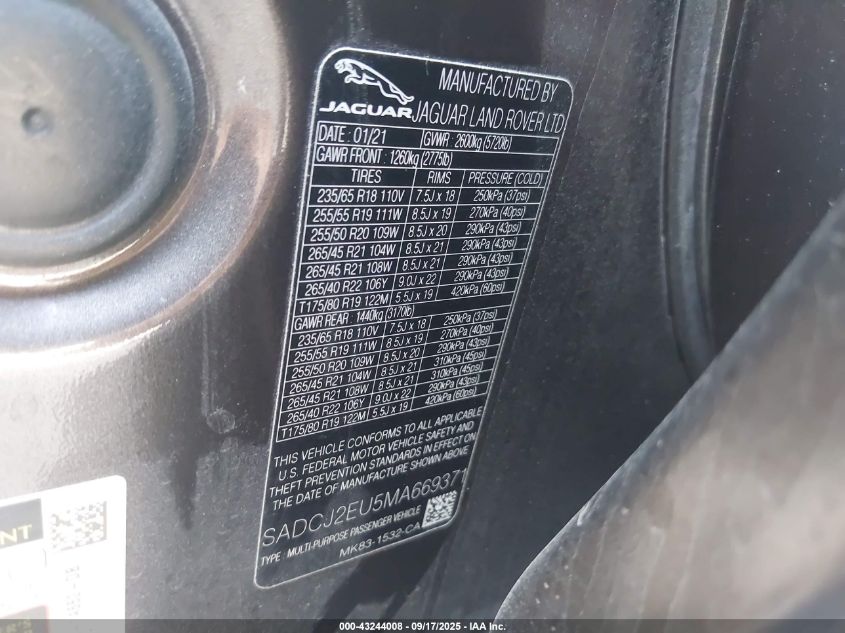 JAGUAR
MANUFACTURED BY
JAGUAR LAND ROVER LTD
DATE : 01/21 GVWR : 2600kg (5720lb)
GAWR FRONT : 1260kg (2775lb)
TIRES RIMS PRESSURE (COLD)
235/65 R18 110V 7.5J x 18 250kPa (37psi)
255/55 R19 111W 8.5J x 19 270kPa (40psi)
255/50 R20 109W 8.5J x 20 290kPa (43psi)
265/45 R21 104W 8.5J x 21 290kPa (43psi)
265/45 R21 108W 8.5J x 21 290kPa (43psi)
265/40 R22 106Y 9.0J x 22 290kPa (43psi)
T175/80 R19 122M 5.5J x 19 420kPa (60psi)
GAWR REAR : 1440kg (3170lb)
235/65 R18 110V 7.5J x 18 250kPa (37psi)
255/55 R19 111W 8.5J x 19 270kPa (40psi)
255/50 R20 109W 8.5J x 20 290kPa (43psi)
265/45 R21 104W 8.5J x 21 310kPa (45psi)
265/45 R21 108W 8.5J x 21 310kPa (45psi)
265/40 R22 106Y 9.0J x 22 290kPa (43psi)
T175/80 R19 122M 5.5J x 19 420kPa (60psi)
THIS VEHICLE CONFORMS TO ALL APPLICABLE
U.S. FEDERAL MOTOR VEHICLE SAFETY AND
THEFT PREVENTION STANDARDS IN EFFECT ON
THE DATE OF MANUFACTURE SHOWN ABOVE
SADCJ2EU5MA669371
TYPE : MULTI-PURPOSE PASSENGER VEHICLE
MK83-1532-CA
000-43244008 - 09/17/2025 - IAA Inc.